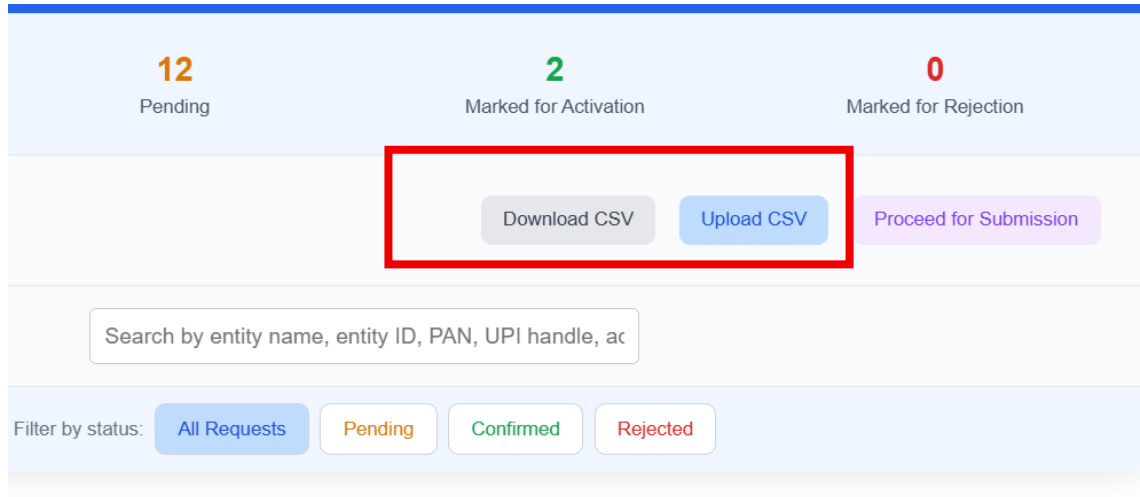 12
Pending
2
Marked for Activation
0
Marked for Rejection
Download CSV
Upload CSV
Proceed for Submission
Search by entity name, entity ID, PAN, UPI handle, ac
Filter by status:
All Requests
Pending
Confirmed
Rejected